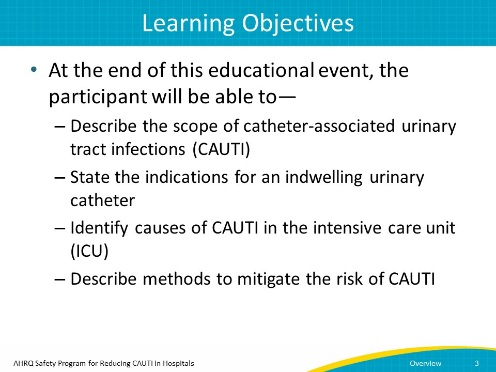 Learning Objectives
• At the end of this educational event, the
participant will be able to—
– Describe the scope of catheter-associated urinary
tract infections (CAUTI)
– State the indications for an indwelling urinary
catheter
– Identify causes of CAUTI in the intensive care unit
(ICU)
– Describe methods to mitigate the risk of CAUTI
AHRQ Safety Program for Reducing CAUTI in Hospitals
Overview 3